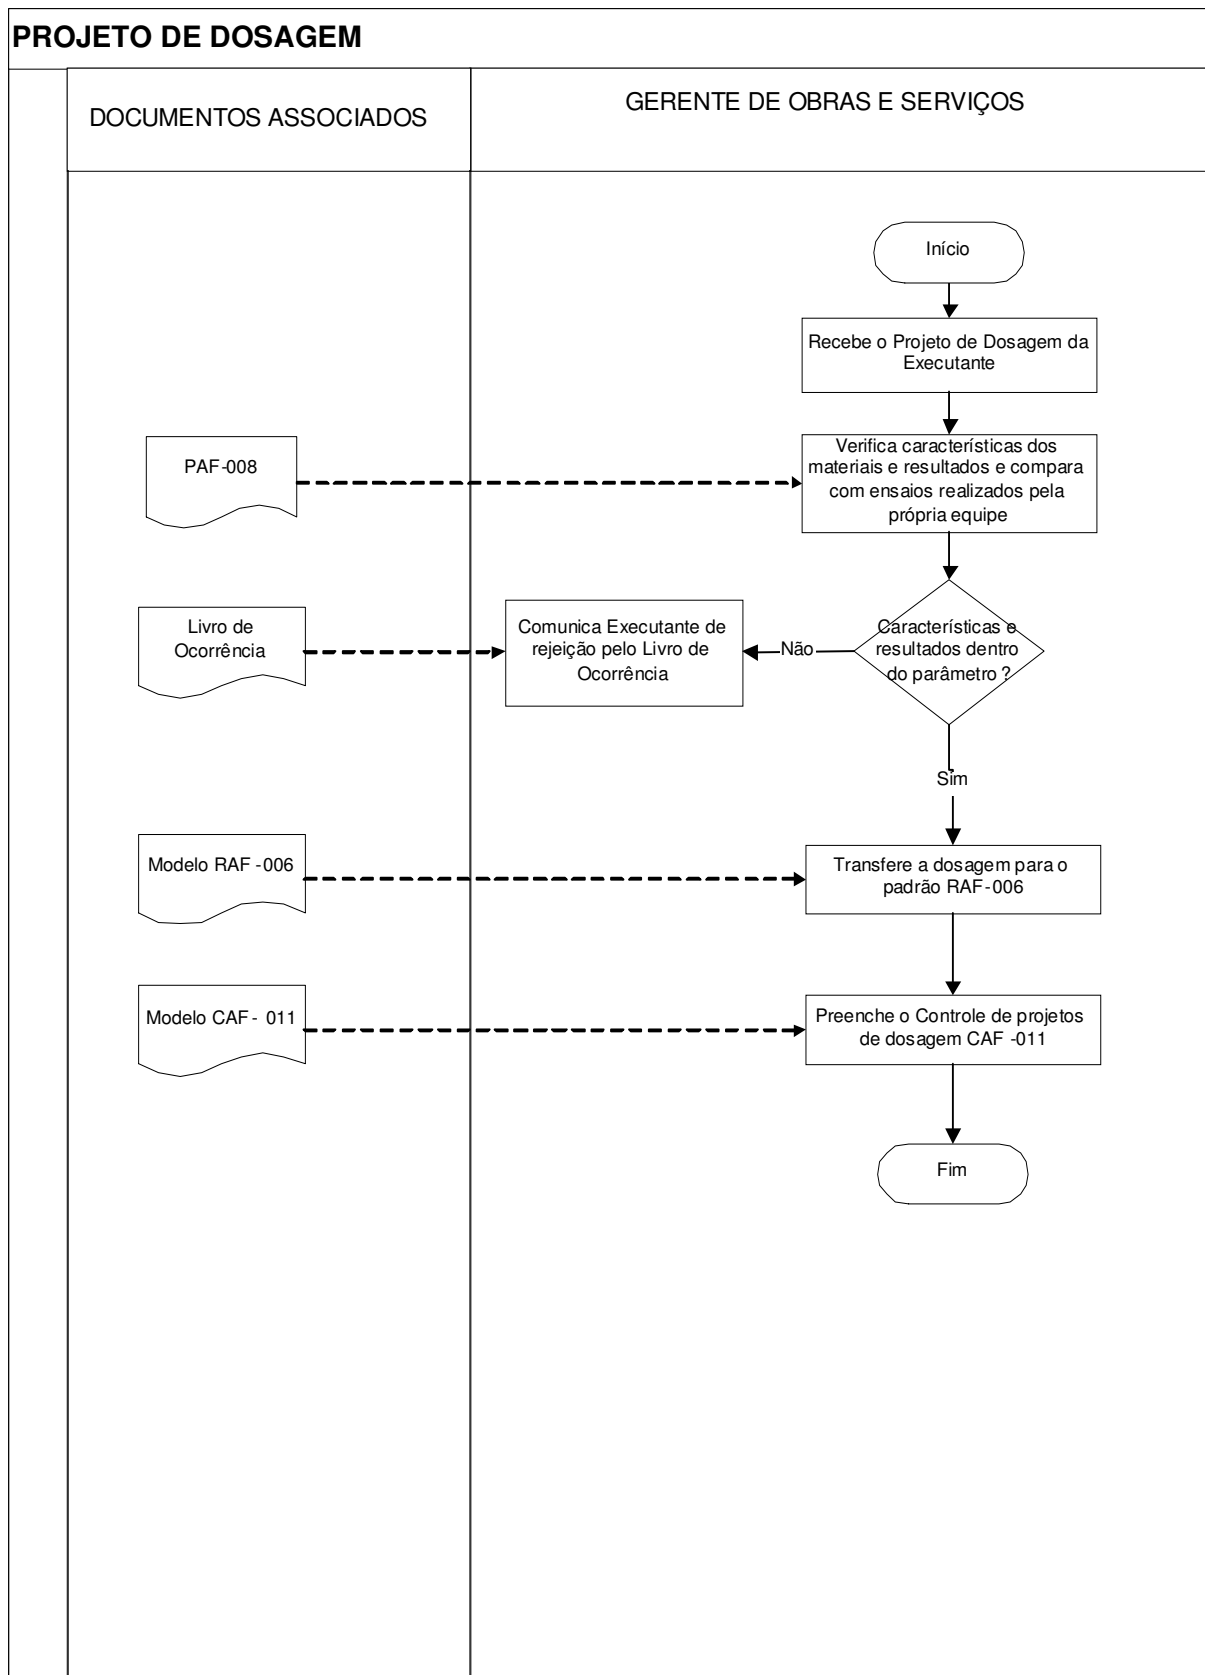 PROJETO DE DOSAGEM
DOCUMENTOS ASSOCIADOS
GERENTE DE OBRAS E SERVIÇOS
Início
Recebe o Projeto de Dosagem da
Executante
PAF-008
Verifica características dos
materiais e resultados e compara
com ensaios realizados pela
própria equipe
Livro de
Ocorrência
Comunica Executante de
rejeição pelo Livro de
Ocorrência
Não
Características e
resultados dentro
do parâmetro ?
Sim
Modelo RAF -006
Transfere a dosagem para o
padrão RAF-006
Modelo CAF- 011
Preenche o Controle de projetos
de dosagem CAF -011
Fim